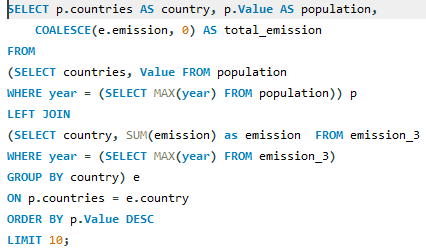 SELECT p.countries AS country, p.Value AS population,
COALESCE(e.emission, 0) AS total_emission
FROM
(SELECT countries, Value FROM population
WHERE year = (SELECT MAX(year) FROM population)) p
LEFT JOIN
(SELECT country, SUM(emission) as emission  FROM emission_3
WHERE year = (SELECT MAX(year) FROM emission_3)
GROUP BY country) e
ON p.countries = e.country
ORDER BY p.Value DESC
LIMIT 10;